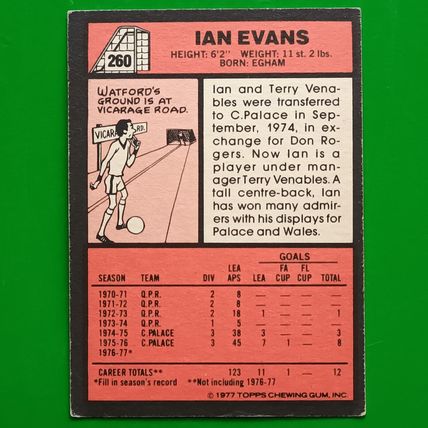 260
IAN EVANS
HEIGHT: 6'2" WEIGHT: 11 st. 2 lbs.
BORN: EGHAM
WATFORD'S
GROUND IS AT
VICARAGE ROAD.
VICARA RD.
Ian and Terry Vena-
bles were transferred
to C.Palace in Sep-
tember, 1974, in ex-
change for Don Ro-
gers. Now Ian is a
player under man-
ager Terry Venables. A
tall centre-back, Ian
has won many admir-
ers with his displays for
Palace and Wales.
GOALS
LEA FA FL
SEASON TEAM DIV APS LEA CUP CUP TOTAL
1970-71 Q.P.R. 2 8 — — — —
1971-72 Q.P.R. 2 8 — — — —
1972-73 Q.P.R. 2 18 1 — — 1
1973-74 Q.P.R. 1 5 — — — —
1974-75 C.PALACE 3 38 3 — — 3
1975-76 C.PALACE 3 45 7 1 — 8
1976-77*
CAREER TOTALS** 123 11 1 — 12
*Fill in season's record **Not including 1976-77
© 1977 TOPPS CHEWING GUM, INC.